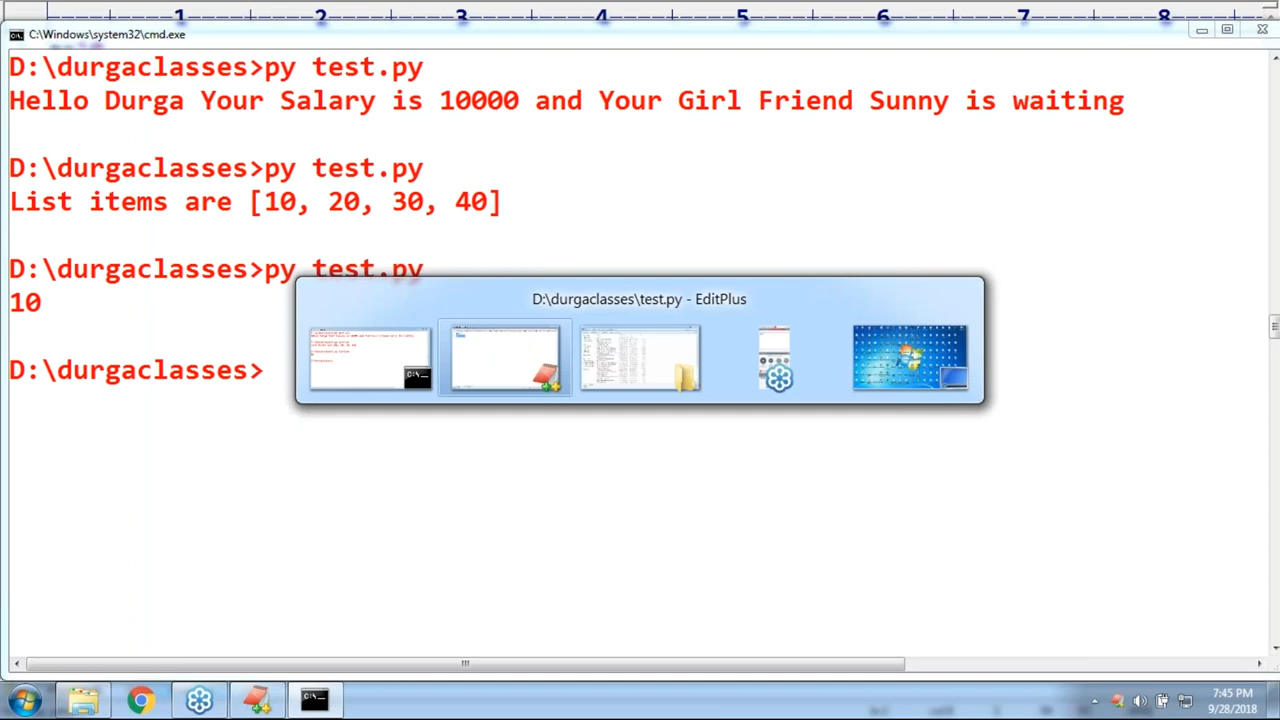 1 2 3 4 5 6 7 8
C:\Windows\system32\cmd.exe
D:\durgaclasses>py test.py
Hello Durga Your Salary is 10000 and Your Girl Friend Sunny is waiting
D:\durgaclasses>py test.py
List items are [10, 20, 30, 40]
D:\durgaclasses>py test.py
10
D:\durgaclasses\test.py - EditPlus
D:\durgaclasses>
C:\_
7:45 PM
9/28/2018